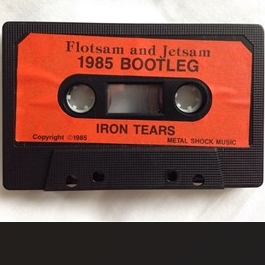 Flotsam and Jetsam
1985 BOOTLEG
IRON TEARS
Copyright ©1985
METAL SHOCK MUSIC